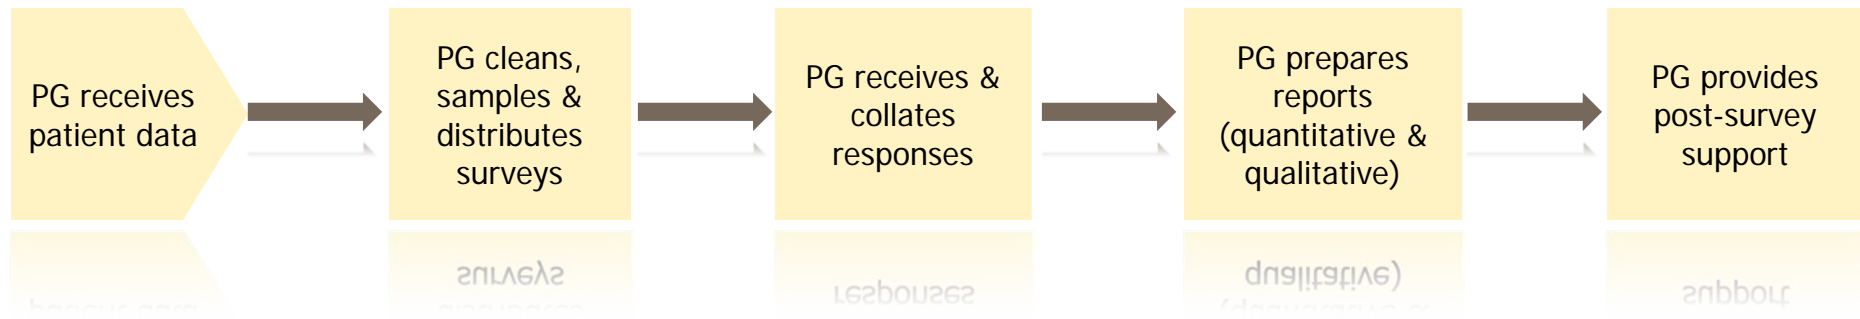 PG receives
patient data
PG cleans,
samples &
distributes
surveys
PG receives &
collates
responses
PG prepares
reports
(quantitative &
qualitative)
PG provides
post-survey
support